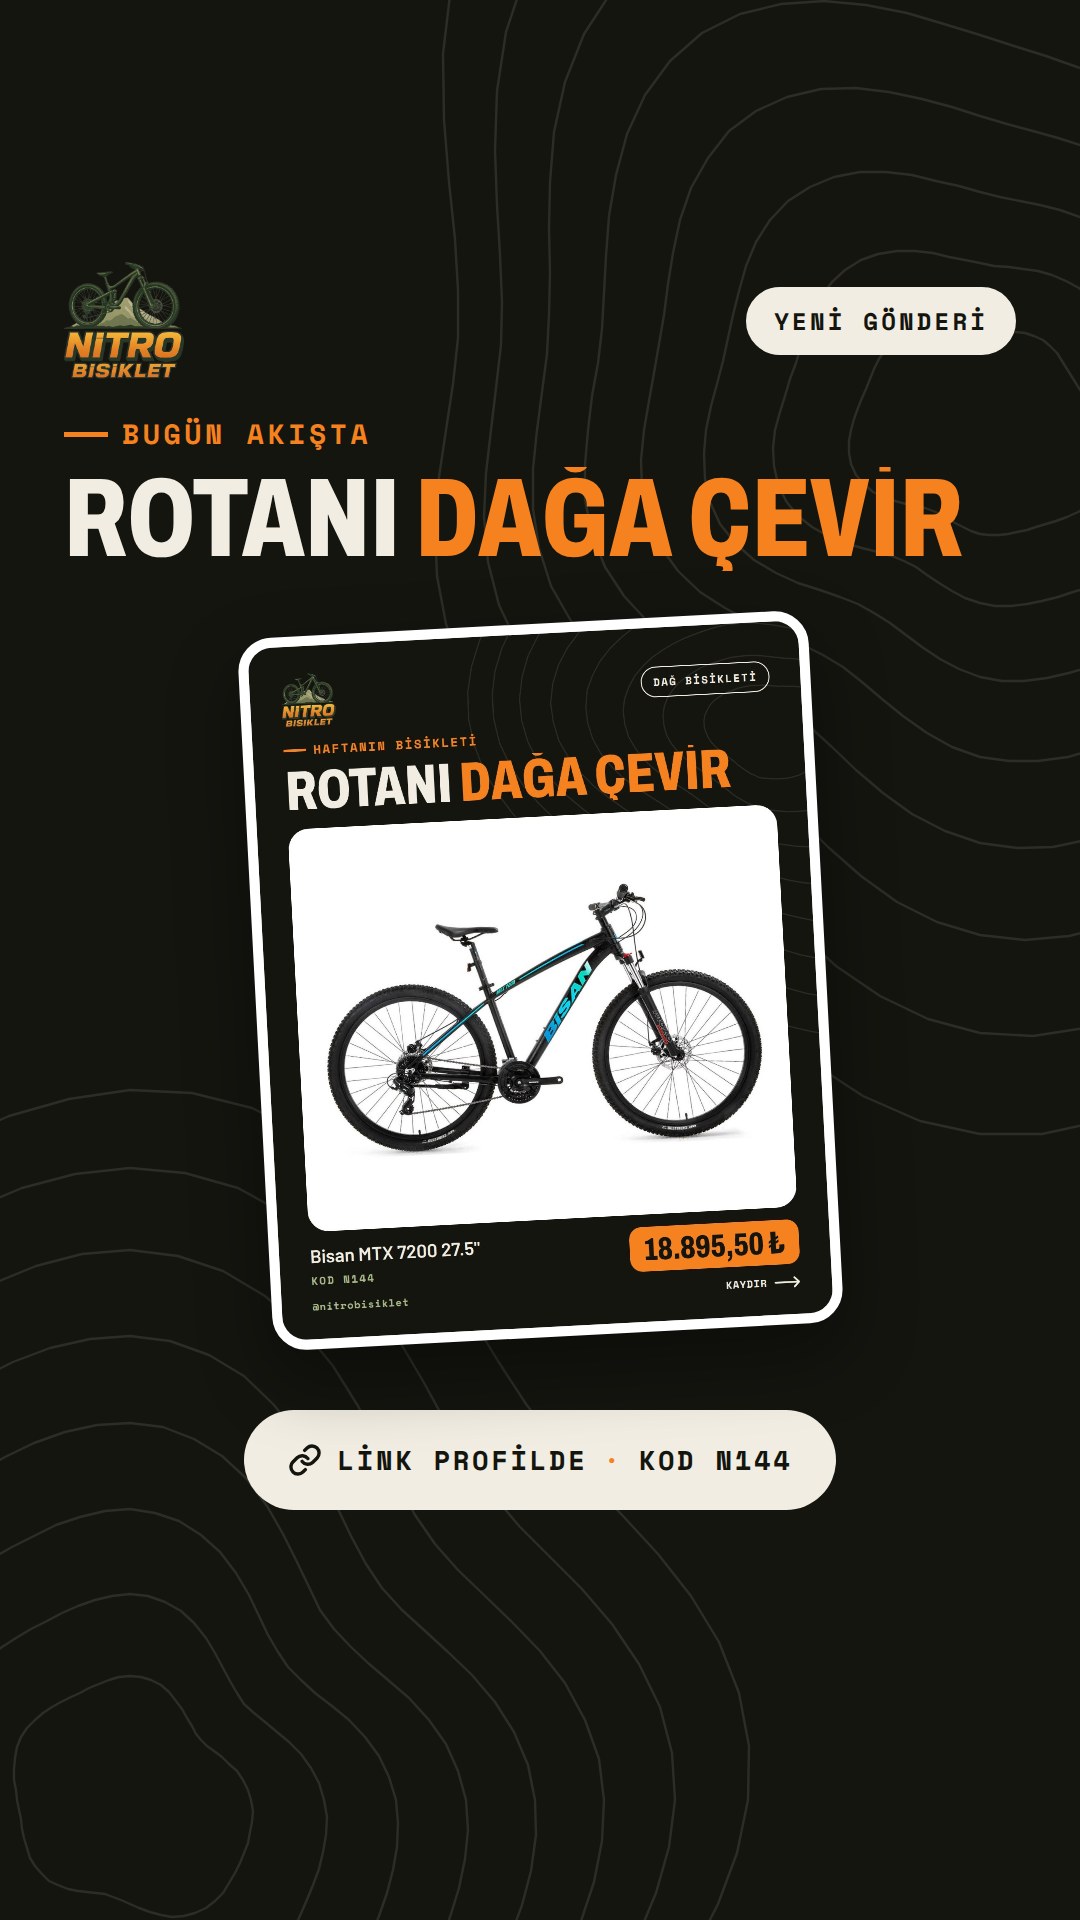 NiTRO
BiSiKLET
YENİ GÖNDERİ
BUGÜN AKIŞTA
ROTANI DAĞA ÇEVİR
NiTRO
BISIKLET
DAĞ BİSİKLETİ
HAFTANIN BİSİKLETİ
ROTANI DAĞA ÇEVİR
BISAN
Bisan MTX 7200 27.5"
18.895,50 ₺
KOD N144
KAYDIR
@nitrobisiklet
LİNK PROFİLDE · KOD N144